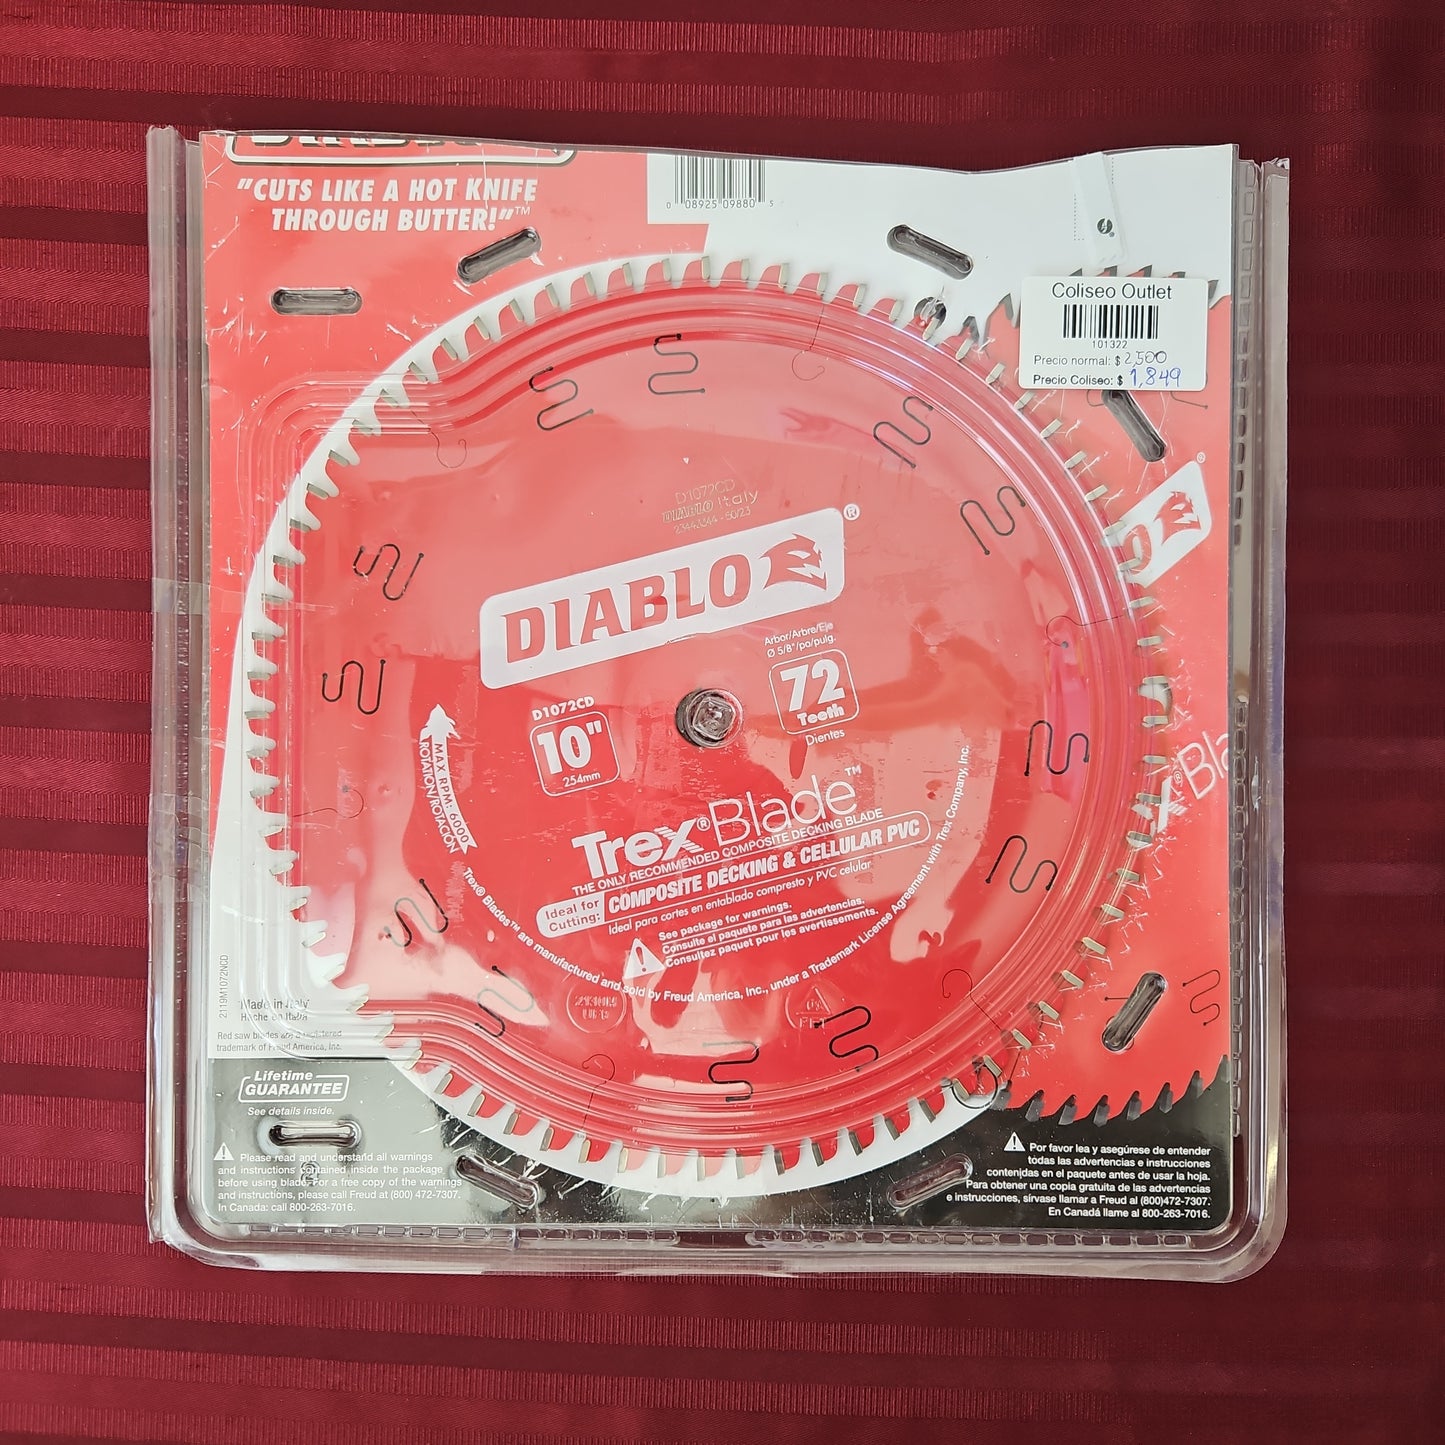 "CUTS LIKE A HOT KNIFE
THROUGH BUTTER!"™
0 08925 09880 5
Coliseo Outlet
101322
Precio normal: $ 2,500
Precio Coliseo: $ 1,849
D1072CD
DIABLO Italy
DIABLO®
Arbor/Arbre/Eje
Ø 5/8"/po/pulg.
72
Teeth
Dientes
D1072CD
10"
254mm
MAX RPM: 6000
ROTATION/ROTACIÓN
Trex® Blade™
THE ONLY RECOMMENDED COMPOSITE DECKING BLADE
Ideal for
Cutting:
COMPOSITE DECKING & CELLULAR PVC
Ideal para cortes en entablado compresto y PVC celular
See package for warnings.
Consulte el paquete para las advertencias.
Consultez paquet pour les avertissements.
Trex® Blades™ are manufactured and sold by Freud America, Inc., under a Trademark License Agreement with Trex Company, Inc.
x® Bla
2119M1072NCD
Made in Italy
Hecho en Italia
Red saw blades are a registered
trademark of Freud America, Inc.
Lifetime
GUARANTEE
See details inside.
Please read and understand all warnings
and instructions contained inside the package
before using blade. For a free copy of the warnings
and instructions, please call Freud at (800) 472-7307.
In Canada: call 800-263-7016.
Por favor lea y asegúrese de entender
todas las advertencias e instrucciones
contenidas en el paquete antes de usar la hoja.
Para obtener una copia gratuita de las advertencias
e instrucciones, sírvase llamar a Freud al (800)472-7307.
En Canadá llame al 800-263-7016.